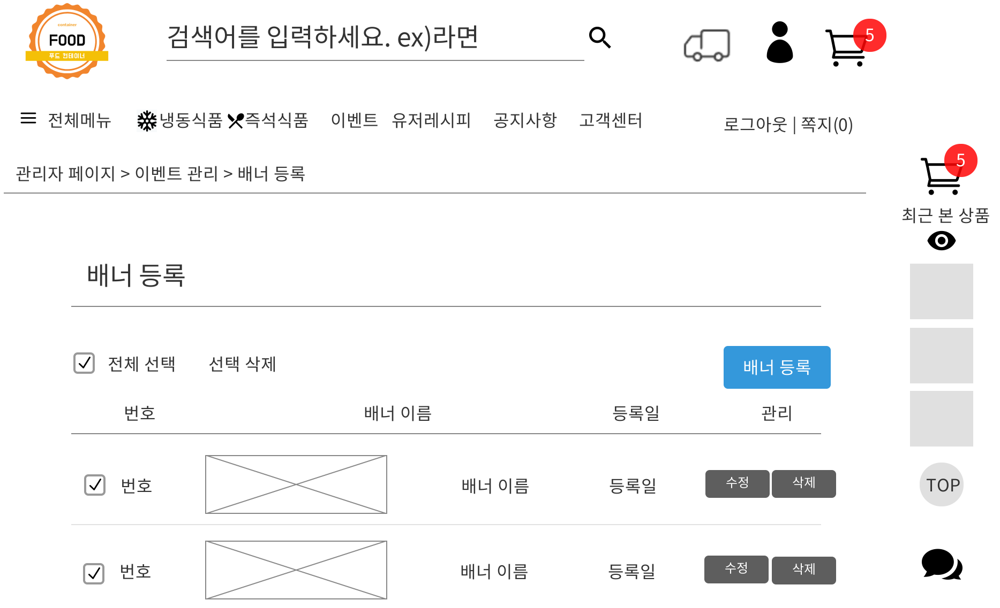 container
FOOD
푸드 컨테이너
검색어를 입력하세요. ex)라면
5
전체메뉴 냉동식품 즉석식품 이벤트 유저레시피 공지사항 고객센터
로그아웃 | 쪽지(0)
관리자 페이지 > 이벤트 관리 > 배너 등록
5
최근 본 상품
배너 등록
전체 선택 선택 삭제
배너 등록
번호 배너 이름 등록일 관리
번호 배너 이름 등록일 수정 삭제
TOP
번호 배너 이름 등록일 수정 삭제